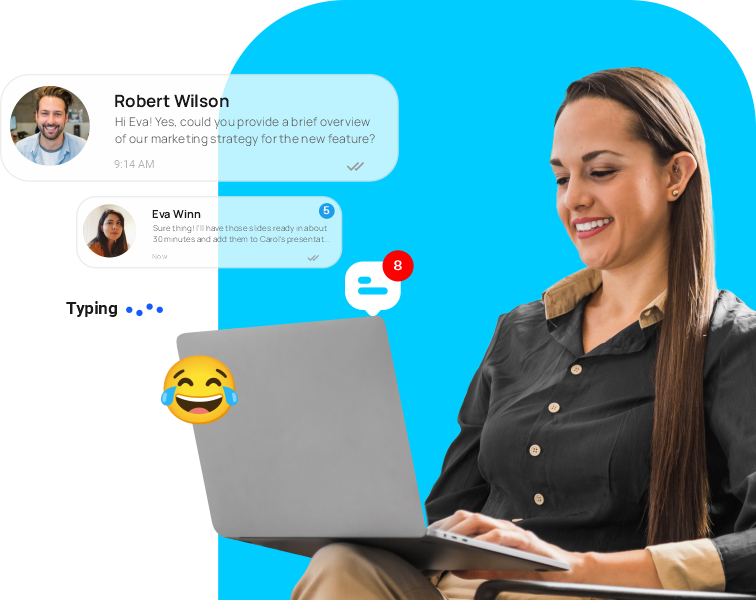 Robert Wilson
Hi Eva! Yes, could you provide a brief overview
of our marketing strategy for the new feature?
9:14 AM
Eva Winn
5
Sure thing! I'll have those slides ready in about
30 minutes and add them to Carol's presentat...
Now
8
Typing